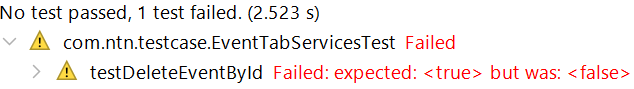 No test passed, 1 test failed. (2.523 s)
com.ntn.testcase.EventTabServicesTest Failed
testDeleteEventById Failed: expected: <true> but was: <false>